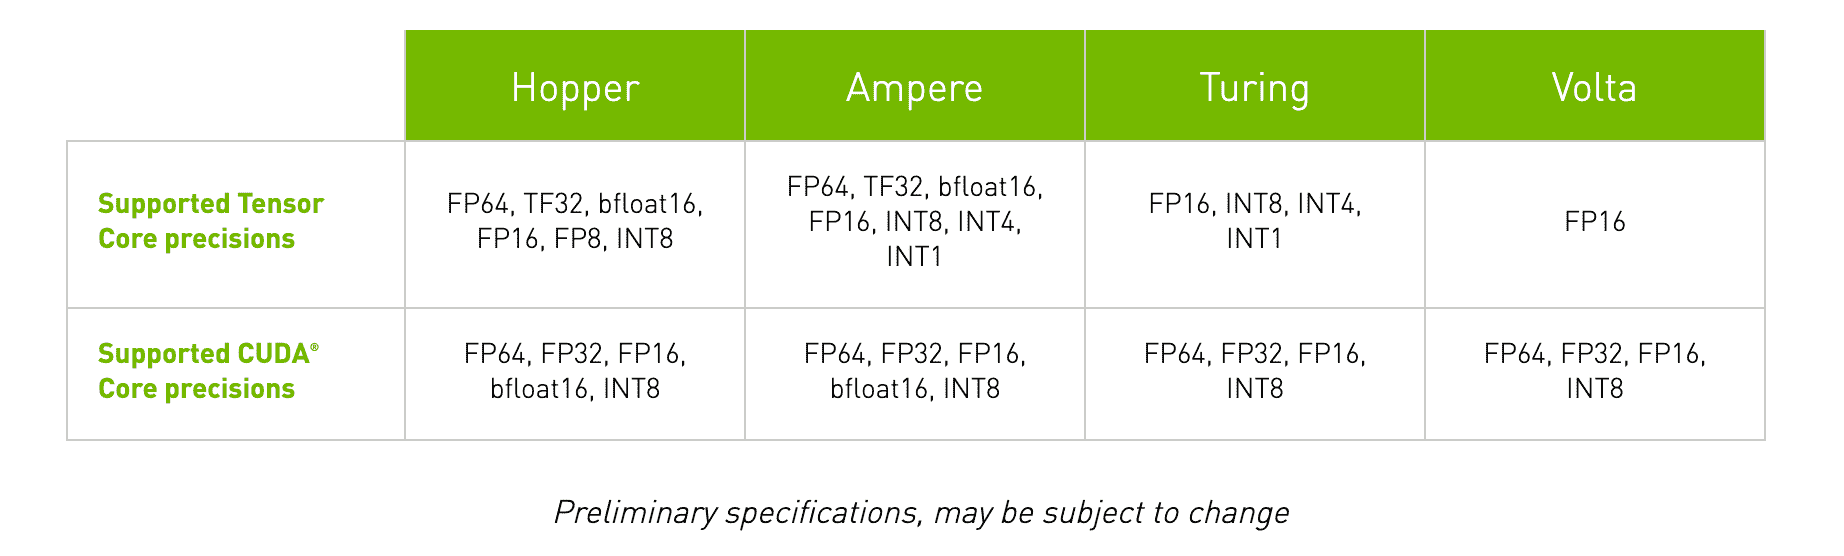 Hopper Ampere Turing Volta
Supported Tensor
Core precisions
FP64, TF32, bfloat16,
FP16, FP8, INT8
FP64, TF32, bfloat16,
FP16, INT8, INT4,
INT1
FP16, INT8, INT4,
INT1
FP16
Supported CUDA®
Core precisions
FP64, FP32, FP16,
bfloat16, INT8
FP64, FP32, FP16,
bfloat16, INT8
FP64, FP32, FP16,
INT8
FP64, FP32, FP16,
INT8
Preliminary specifications, may be subject to change